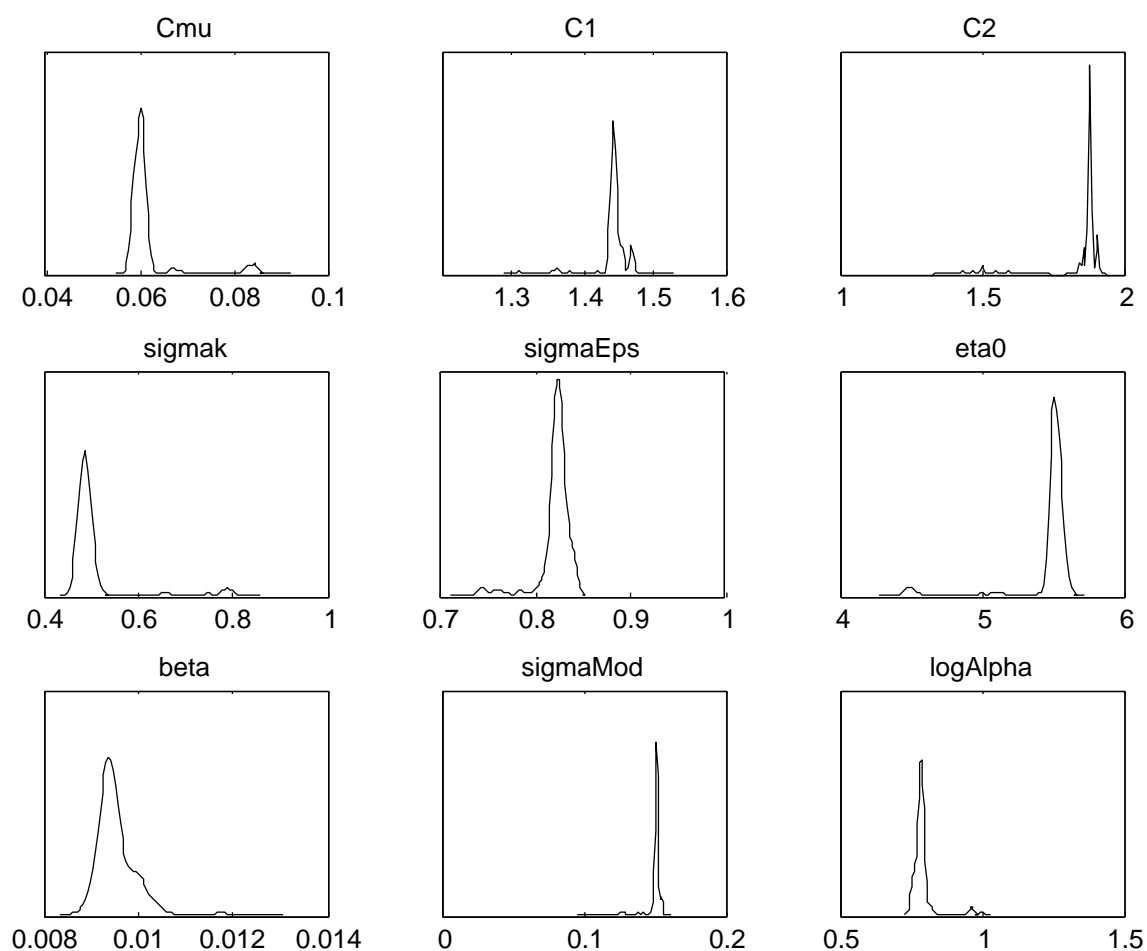 Cmu C1 C2
0.04 0.06 0.08 0.1 1.3 1.4 1.5 1.6 1 1.5 2
sigmak sigmaEps eta0
0.4 0.6 0.8 1 0.7 0.8 0.9 1 4 5 6
beta sigmaMod logAlpha
0.008 0.01 0.012 0.014 0 0.1 0.2 0.5 1 1.5